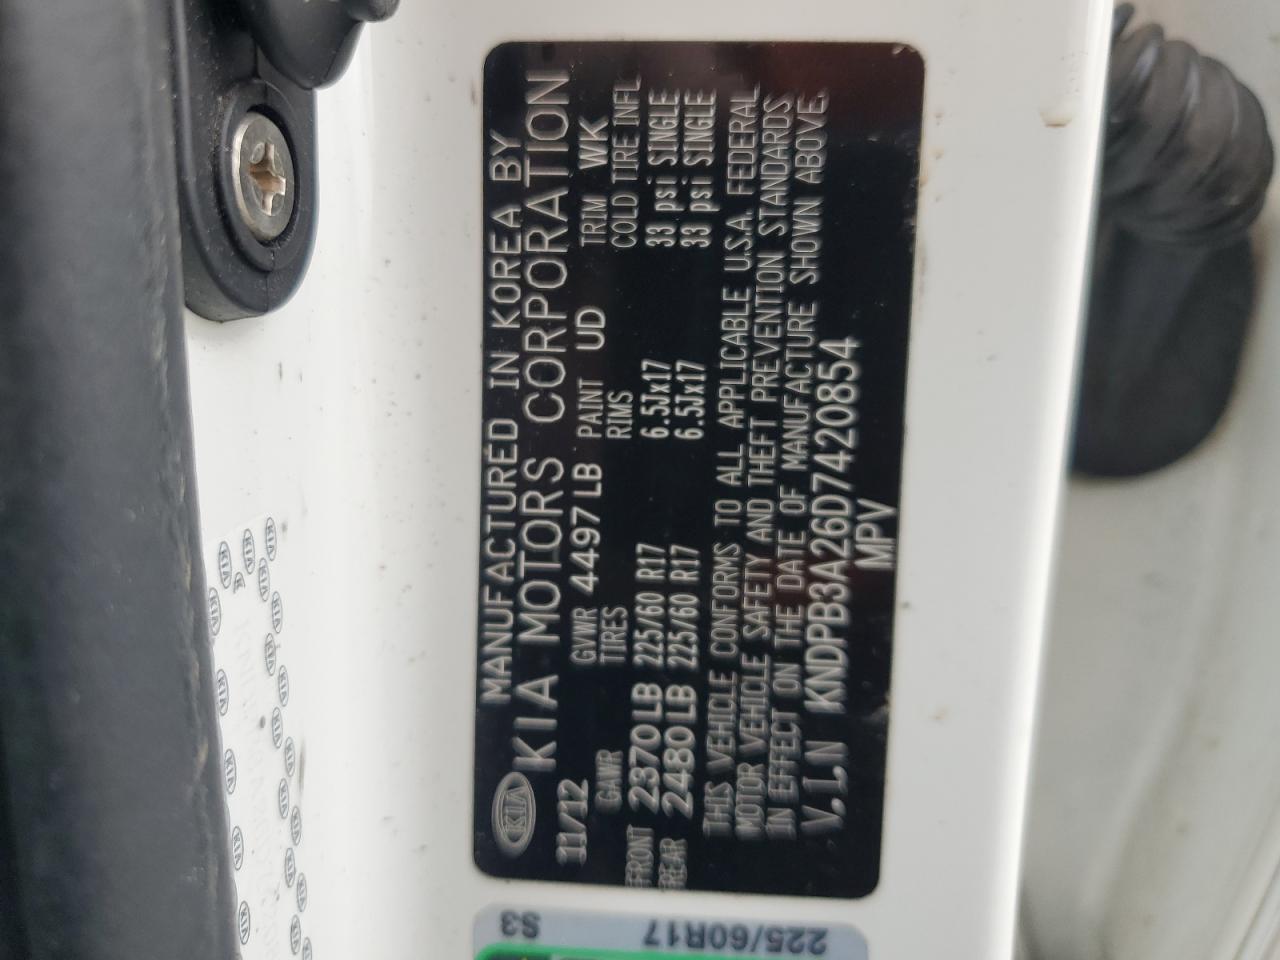 MANUFACTURED IN KOREA BY
KIA KIA MOTORS CORPORATION
11/12 GVWR 4497LB PAINT UD TRIM WK
GAWR TIRES RIMS COLD TIRE INFL
FRONT 2370LB 225/60 R17 6.5Jx17 33 psi SINGLE
REAR 2480LB 225/60 R17 6.5Jx17 33 psi SINGLE
THIS VEHICLE CONFORMS TO ALL APPLICABLE U.S.A. FEDERAL
MOTOR VEHICLE SAFETY AND THEFT PREVENTION STANDARDS
IN EFFECT ON THE DATE OF MANUFACTURE SHOWN ABOVE.
V.I.N KNDPB3A26D7420854
MPV
225/60R17
S3